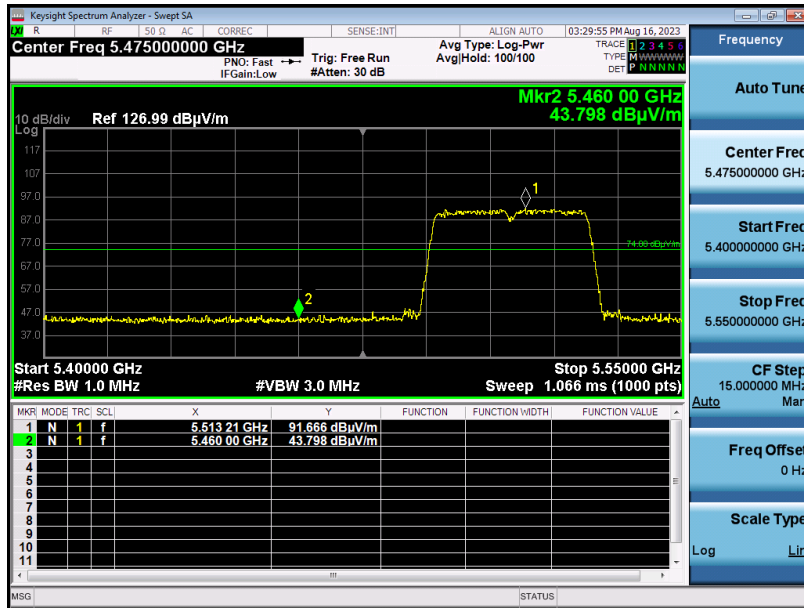 Keysight Spectrum Analyzer - Swept SA
LXI R RF 50 Ω AC CORREC SENSE:INT ALIGN AUTO 03:29:55 PM Aug 16, 2023
Center Freq 5.475000000 GHz
PNO: Fast
IFGain:Low
Trig: Free Run
#Atten: 30 dB
Avg Type: Log-Pwr
Avg|Hold: 100/100
TRACE 1 2 3 4 5 6
TYPE M WWWWW
DET P N N N N N
Mkr2 5.460 00 GHz
43.798 dBµV/m
10 dB/div Ref 126.99 dBµV/m
Log
117
107
97.0
87.0
77.0
67.0
57.0
47.0
37.0
1
2
74.00 dBµV/m
Start 5.40000 GHz Stop 5.55000 GHz
#Res BW 1.0 MHz #VBW 3.0 MHz Sweep 1.066 ms (1000 pts)
MKR MODE TRC SCL X Y FUNCTION FUNCTION WIDTH FUNCTION VALUE
1 N 1 f 5.513 21 GHz 91.666 dBµV/m
2 N 1 f 5.460 00 GHz 43.798 dBµV/m
3
4
5
6
7
8
9
10
11
MSG STATUS
Frequency
Auto Tune
Center Freq
5.475000000 GHz
Start Freq
5.400000000 GHz
Stop Freq
5.550000000 GHz
CF Step
15.000000 MHz
Auto Man
Freq Offset
0 Hz
Scale Type
Log Lin